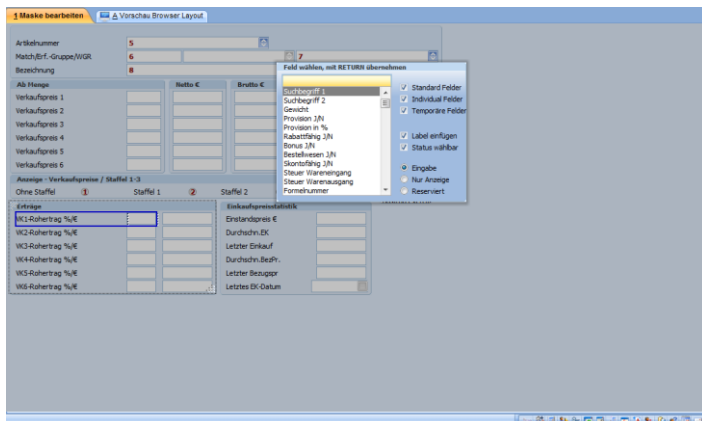 1 Maske bearbeiten
A Vorschau Browser Layout
Artikelnummer 5
Match/Erf.-Gruppe/WGR 6 7
Bezeichnung 8
Ab Menge Netto € Brutto €
Verkaufspreis 1
Verkaufspreis 2
Verkaufspreis 3
Verkaufspreis 4
Verkaufspreis 5
Verkaufspreis 6
Anzeige - Verkaufspreise / Staffel 1-3
Ohne Staffel 1 Staffel 1 2 Staffel 2
Erträge
VK1-Rohertrag %/€
VK2-Rohertrag %/€
VK3-Rohertrag %/€
VK4-Rohertrag %/€
VK5-Rohertrag %/€
VK6-Rohertrag %/€
Einkaufspreisstatistik
Einstandspreis €
Durchschn.EK
Letzter Einkauf
Durchschn.BezPr.
Letzter Bezugspr
Letztes EK-Datum
Feld wählen, mit RETURN übernehmen
Suchbegriff 1
Suchbegriff 2
Gewicht
Provision J/N
Provision in %
Rabattfähig J/N
Bonus J/N
Bestellwesen J/N
Skontofähig J/N
Steuer Wareneingang
Steuer Warenausgang
Formelnummer
Standard Felder
Individual Felder
Temporäre Felder
Label einfügen
Status wählbar
Eingabe
Nur Anzeige
Reserviert